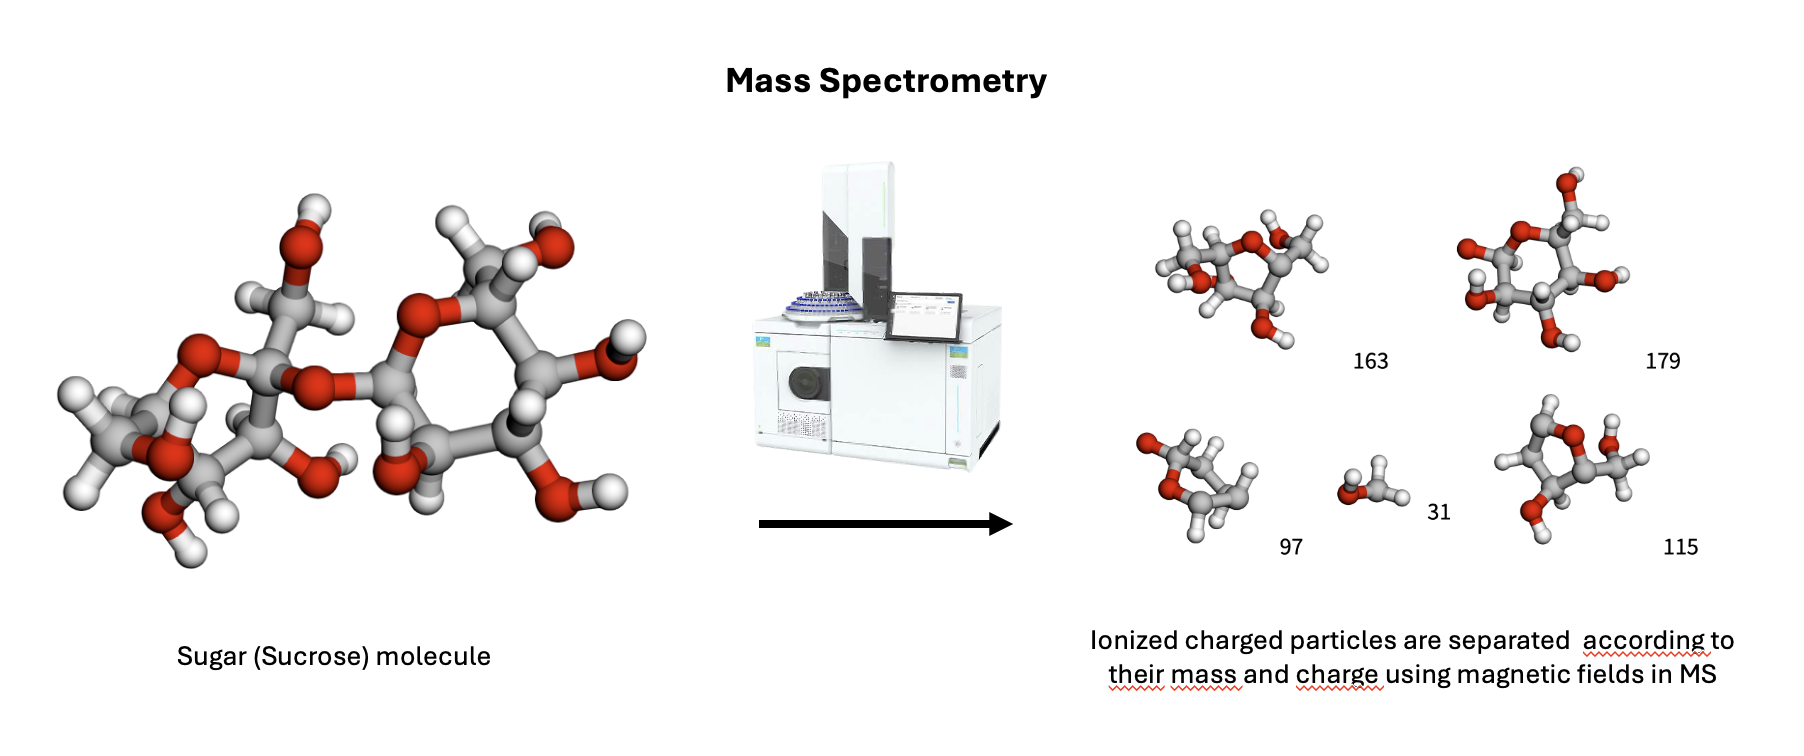 Mass Spectrometry
163
179
97
31
115
Sugar (Sucrose) molecule
Ionized charged particles are separated  according to
their mass and charge using magnetic fields in MS